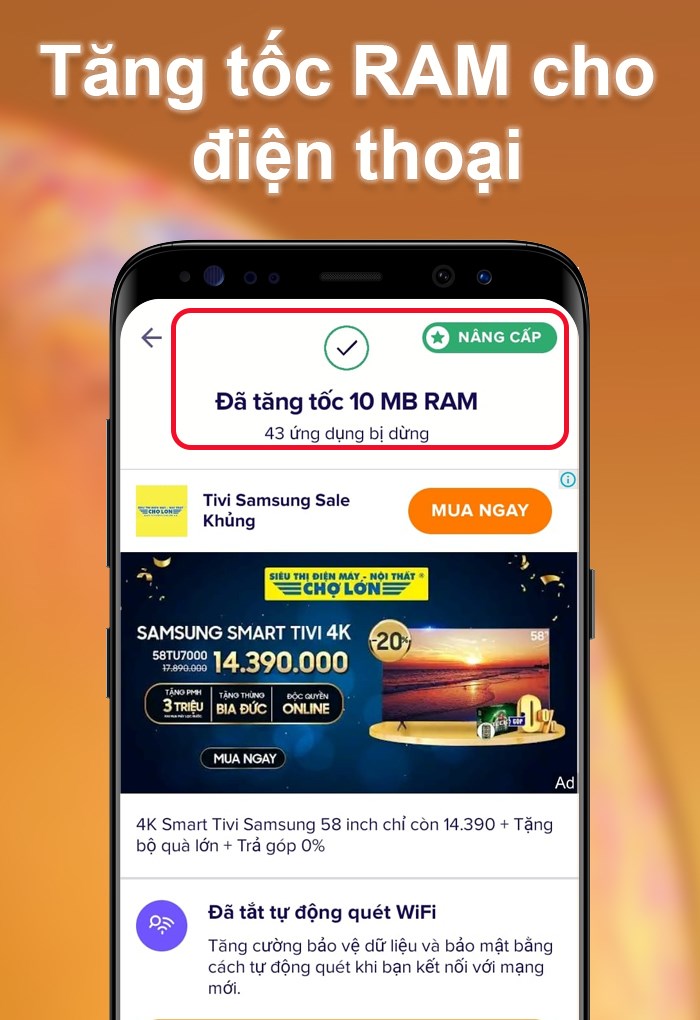 Tăng tốc RAM cho
điện thoại
NÂNG CẤP
Đã tăng tốc 10 MB RAM
43 ứng dụng bị dừng
Tivi Samsung Sale
Khủng
MUA NGAY
CHỢ LỚN
SIÊU THỊ ĐIỆN MÁY - NỘI THẤT ®
CHỢ LỚN
SAMSUNG SMART TIVI 4K
58TU7000
17.890.000
14.390.000
-20%
58"
TẶNG PMH
3 TRIỆU
TẶNG THÙNG
BIA ĐỨC
ĐỘC QUYỀN
ONLINE
GÓP
0%
MUA NGAY
Ad
4K Smart Tivi Samsung 58 inch chỉ còn 14.390 + Tặng
bộ quà lớn + Trả góp 0%
Đã tắt tự động quét WiFi
Tăng cường bảo vệ dữ liệu và bảo mật bằng
cách tự động quét khi bạn kết nối với mạng
mới.